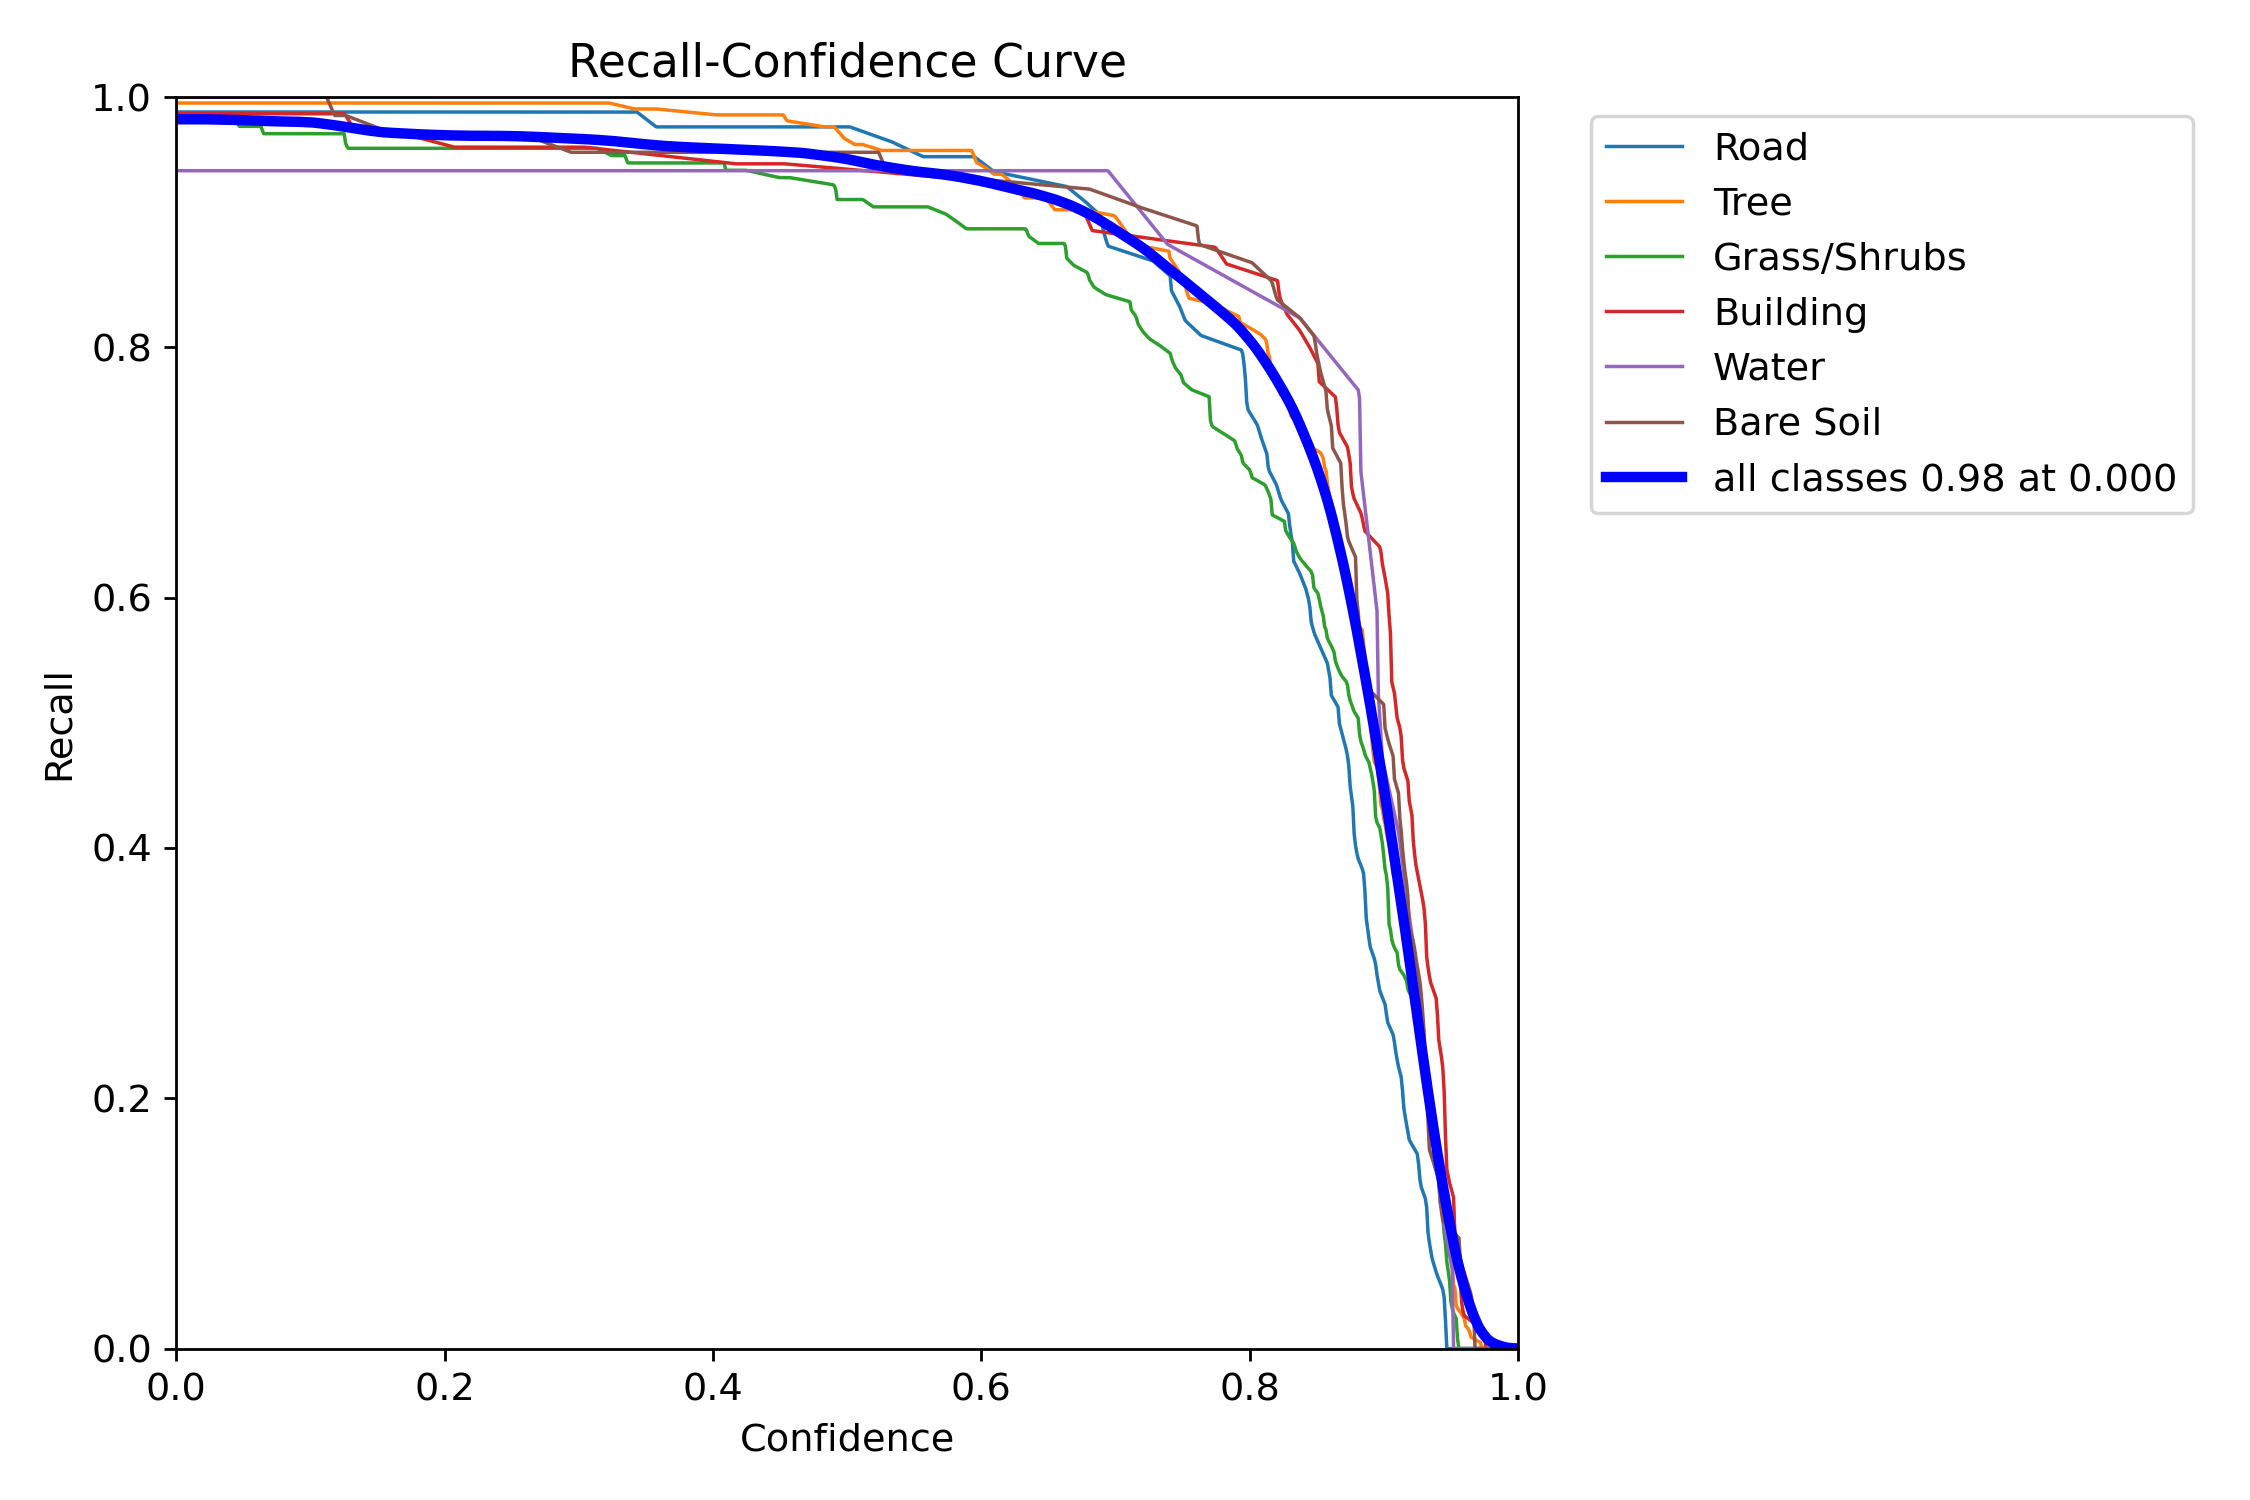 Recall-Confidence Curve
1.0
0.8
0.6
0.4
0.2
0.0
Recall
0.0 0.2 0.4 0.6 0.8 1.0
Confidence
Road
Tree
Grass/Shrubs
Building
Water
Bare Soil
all classes 0.98 at 0.000